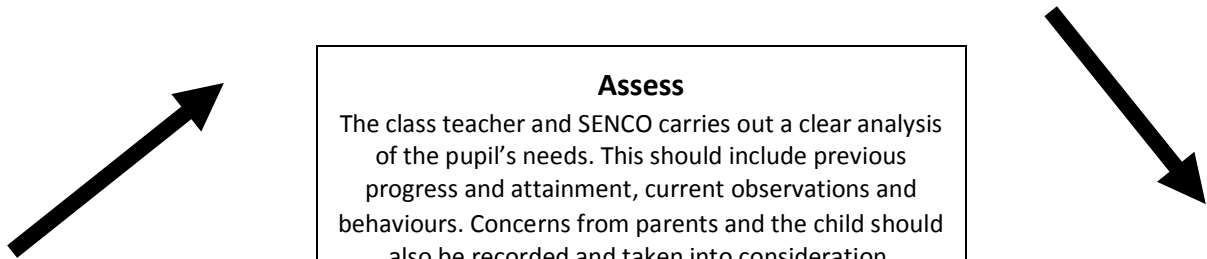 Assess
The class teacher and SENCO carries out a clear analysis
of the pupil’s needs. This should include previous
progress and attainment, current observations and
behaviours. Concerns from parents and the child should
also be recorded and taken into consideration